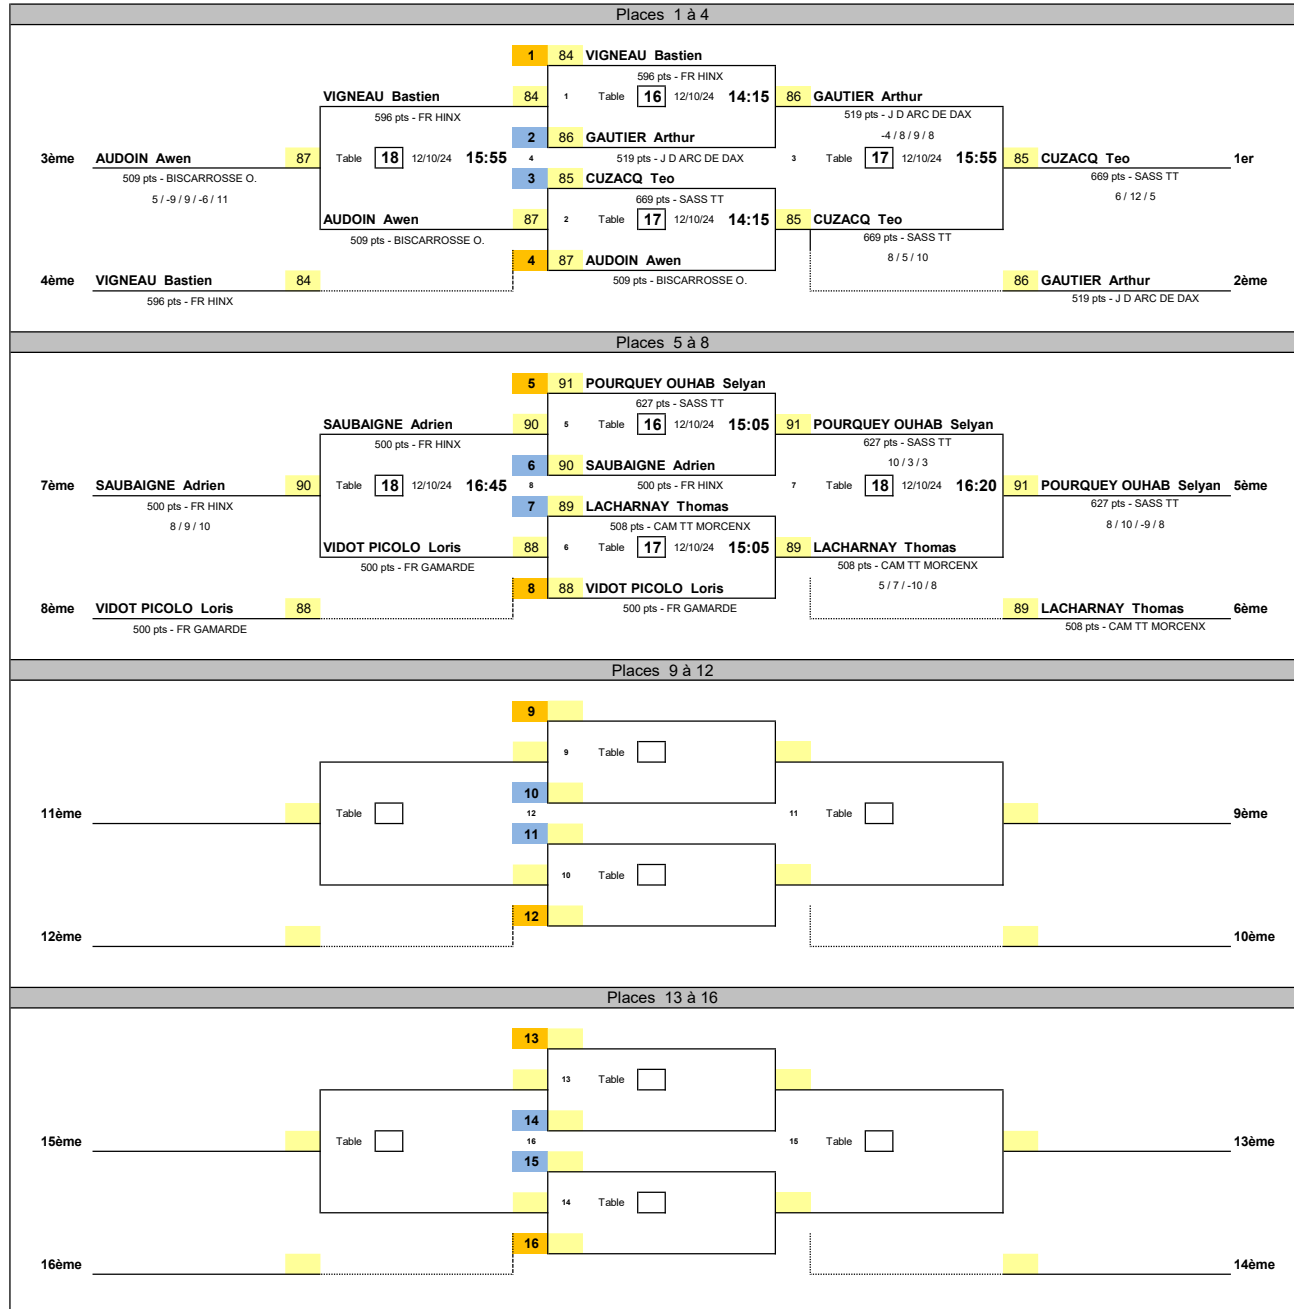 Places 1 à 4
1 84 VIGNEAU Bastien
596 pts - FR HINX
VIGNEAU Bastien 84 1 Table 16 12/10/24 14:15 86 GAUTIER Arthur
596 pts - FR HINX
519 pts - J D ARC DE DAX
2 86 GAUTIER Arthur
-4 / 8 / 9 / 8
3ème AUDOIN Awen 87 Table 18 12/10/24 15:55 4 519 pts - J D ARC DE DAX 3 Table 17 12/10/24 15:55 85 CUZACQ Teo 1er
509 pts - BISCARROSSE O.
3 85 CUZACQ Teo
669 pts - SASS TT
5 / -9 / 9 / -6 / 11
669 pts - SASS TT
6 / 12 / 5
AUDOIN Awen 87 2 Table 17 12/10/24 14:15 85 CUZACQ Teo
509 pts - BISCARROSSE O.
669 pts - SASS TT
4 87 AUDOIN Awen
8 / 5 / 10
4ème VIGNEAU Bastien 84
509 pts - BISCARROSSE O.
86 GAUTIER Arthur 2ème
596 pts - FR HINX
519 pts - J D ARC DE DAX
Places 5 à 8
5 91 POURQUEY OUHAB Selyan
627 pts - SASS TT
SAUBAIGNE Adrien 90 5 Table 16 12/10/24 15:05 91 POURQUEY OUHAB Selyan
500 pts - FR HINX
627 pts - SASS TT
6 90 SAUBAIGNE Adrien
10 / 3 / 3
7ème SAUBAIGNE Adrien 90 Table 18 12/10/24 16:45 8 500 pts - FR HINX 7 Table 18 12/10/24 16:20 91 POURQUEY OUHAB Selyan 5ème
500 pts - FR HINX
7 89 LACHARNAY Thomas
627 pts - SASS TT
8 / 9 / 10
508 pts - CAM TT MORCENX
8 / 10 / -9 / 8
VIDOT PICOLO Loris 88 6 Table 17 12/10/24 15:05 89 LACHARNAY Thomas
500 pts - FR GAMARDE
508 pts - CAM TT MORCENX
8 88 VIDOT PICOLO Loris
5 / 7 / -10 / 8
8ème VIDOT PICOLO Loris 88
500 pts - FR GAMARDE
89 LACHARNAY Thomas 6ème
500 pts - FR GAMARDE
508 pts - CAM TT MORCENX
Places 9 à 12
9
9 Table
10
11ème Table 12 11 Table 9ème
11
10 Table
12
12ème 10ème
Places 13 à 16
13
13 Table
14
15ème Table 16 15 Table 13ème
15
14 Table
16
16ème 14ème